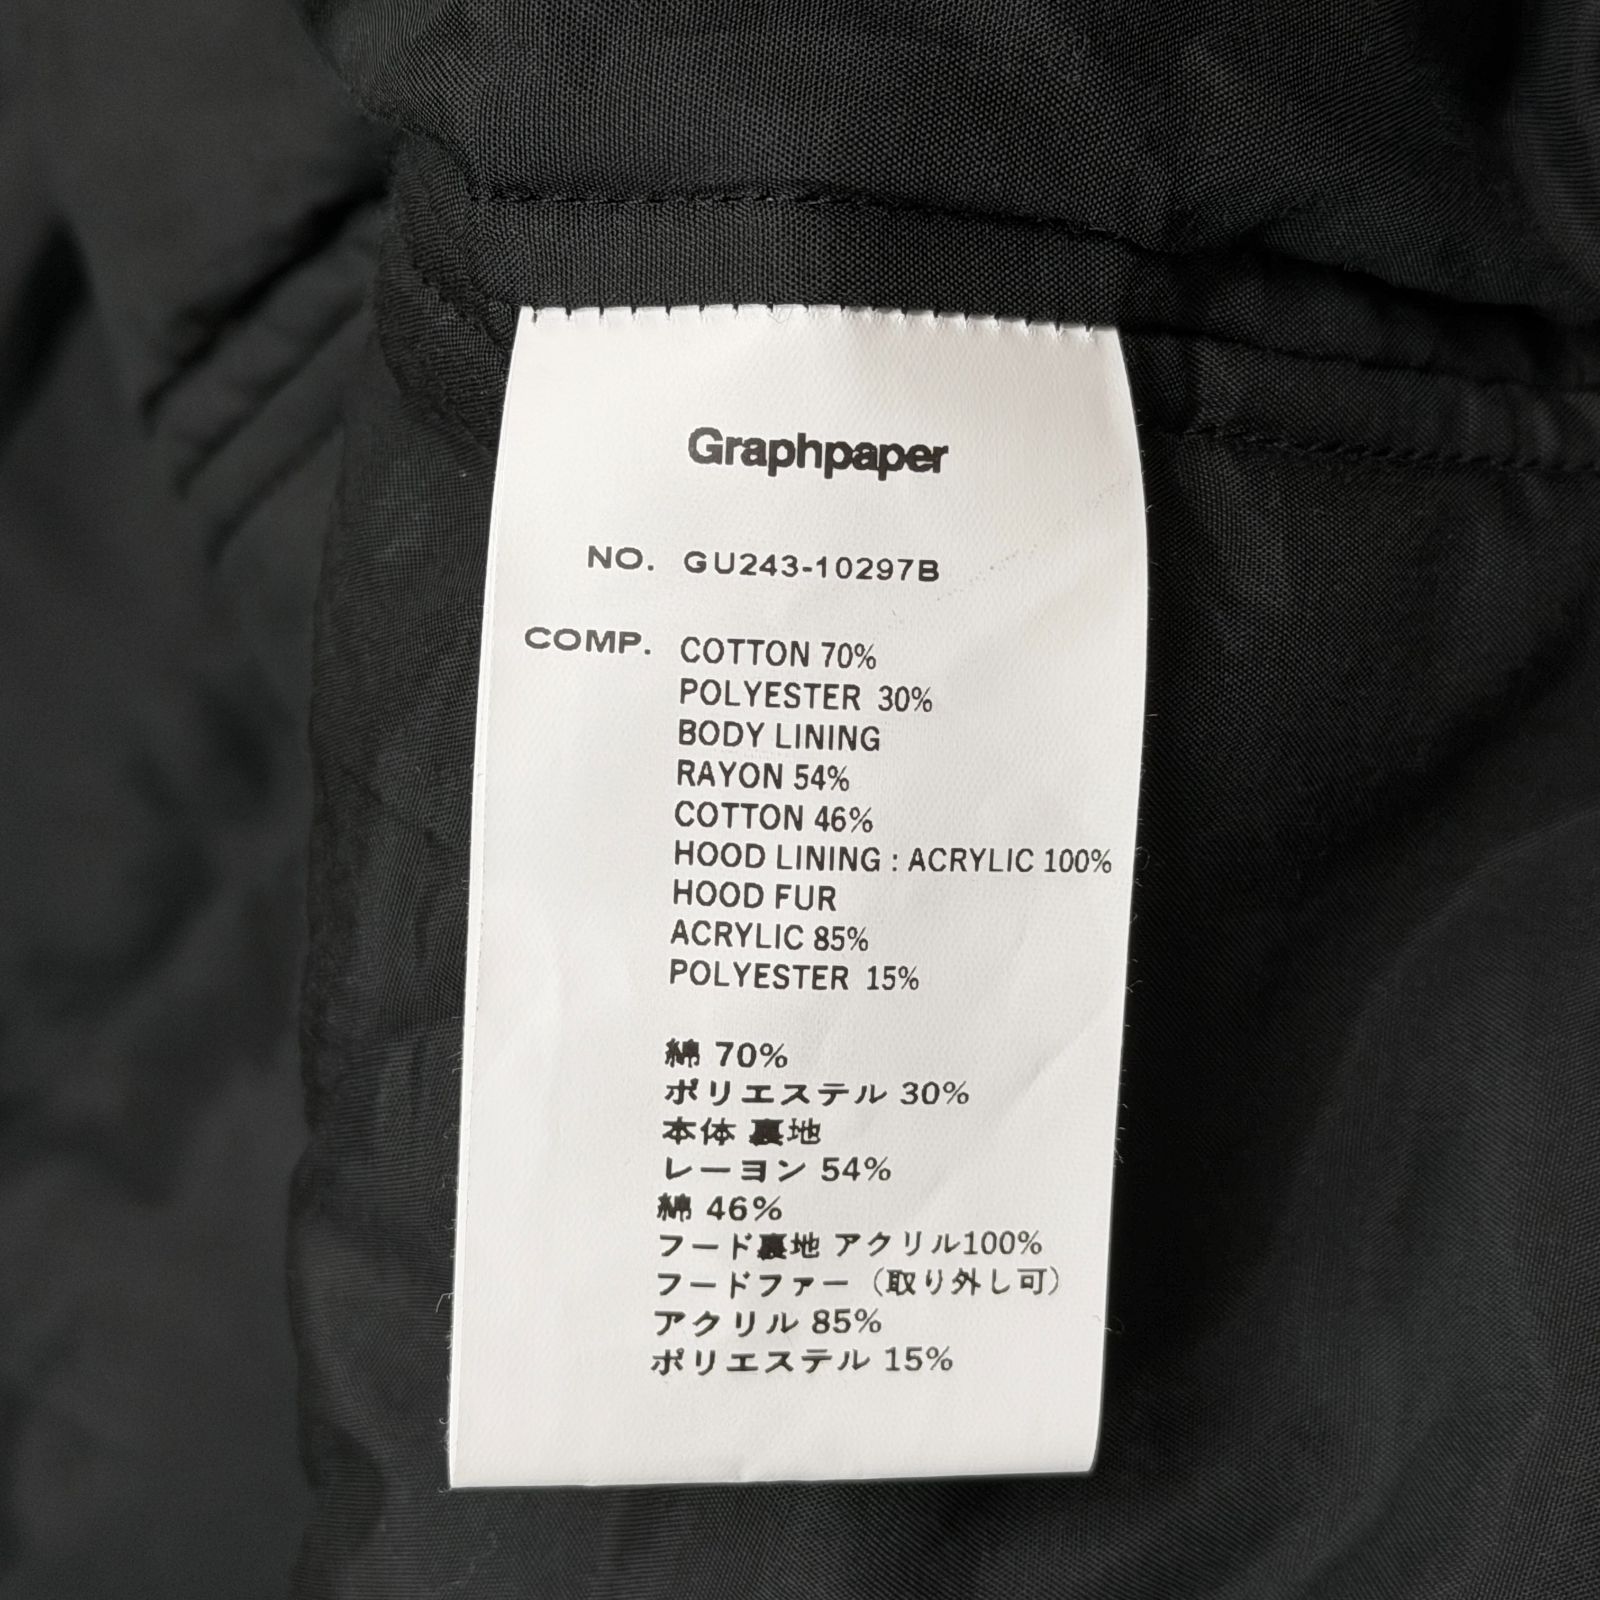 Graphpaper
NO. GU243-10297B
COMP. COTTON 70%
POLYESTER 30%
BODY LINING
RAYON 54%
COTTON 46%
HOOD LINING : ACRYLIC 100%
HOOD FUR
ACRYLIC 85%
POLYESTER 15%
綿 70%
ポリエステル 30%
本体 裏地
レーヨン 54%
綿 46%
フード裏地 アクリル100%
フードファー（取り外し可）
アクリル 85%
ポリエステル 15%